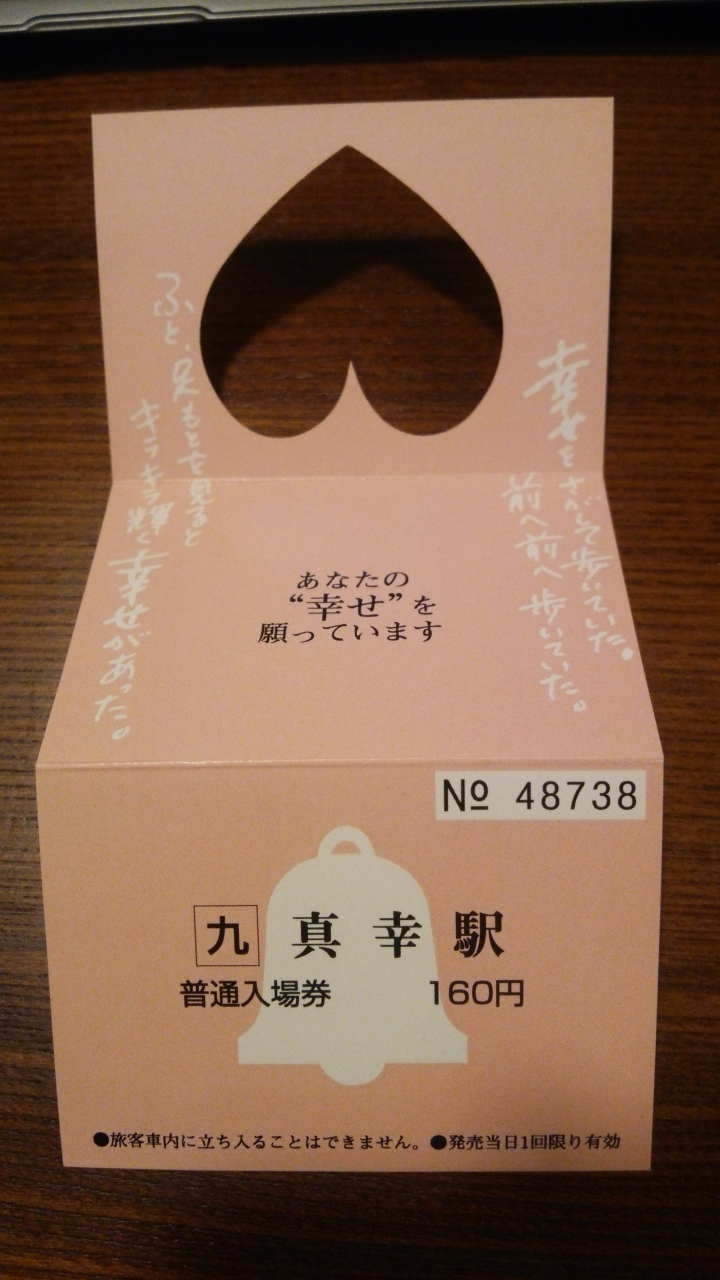 幸せをさがして歩いていた。
前へ前へ歩いていた。
ふと、足もとを見ると
キラキラ輝く幸せがあった。
あなたの
“幸せ”を
願っています
№ 48738
九 真幸駅
普通入場券 160円
●旅客車内に立ち入ることはできません。●発売当日1回限り有効